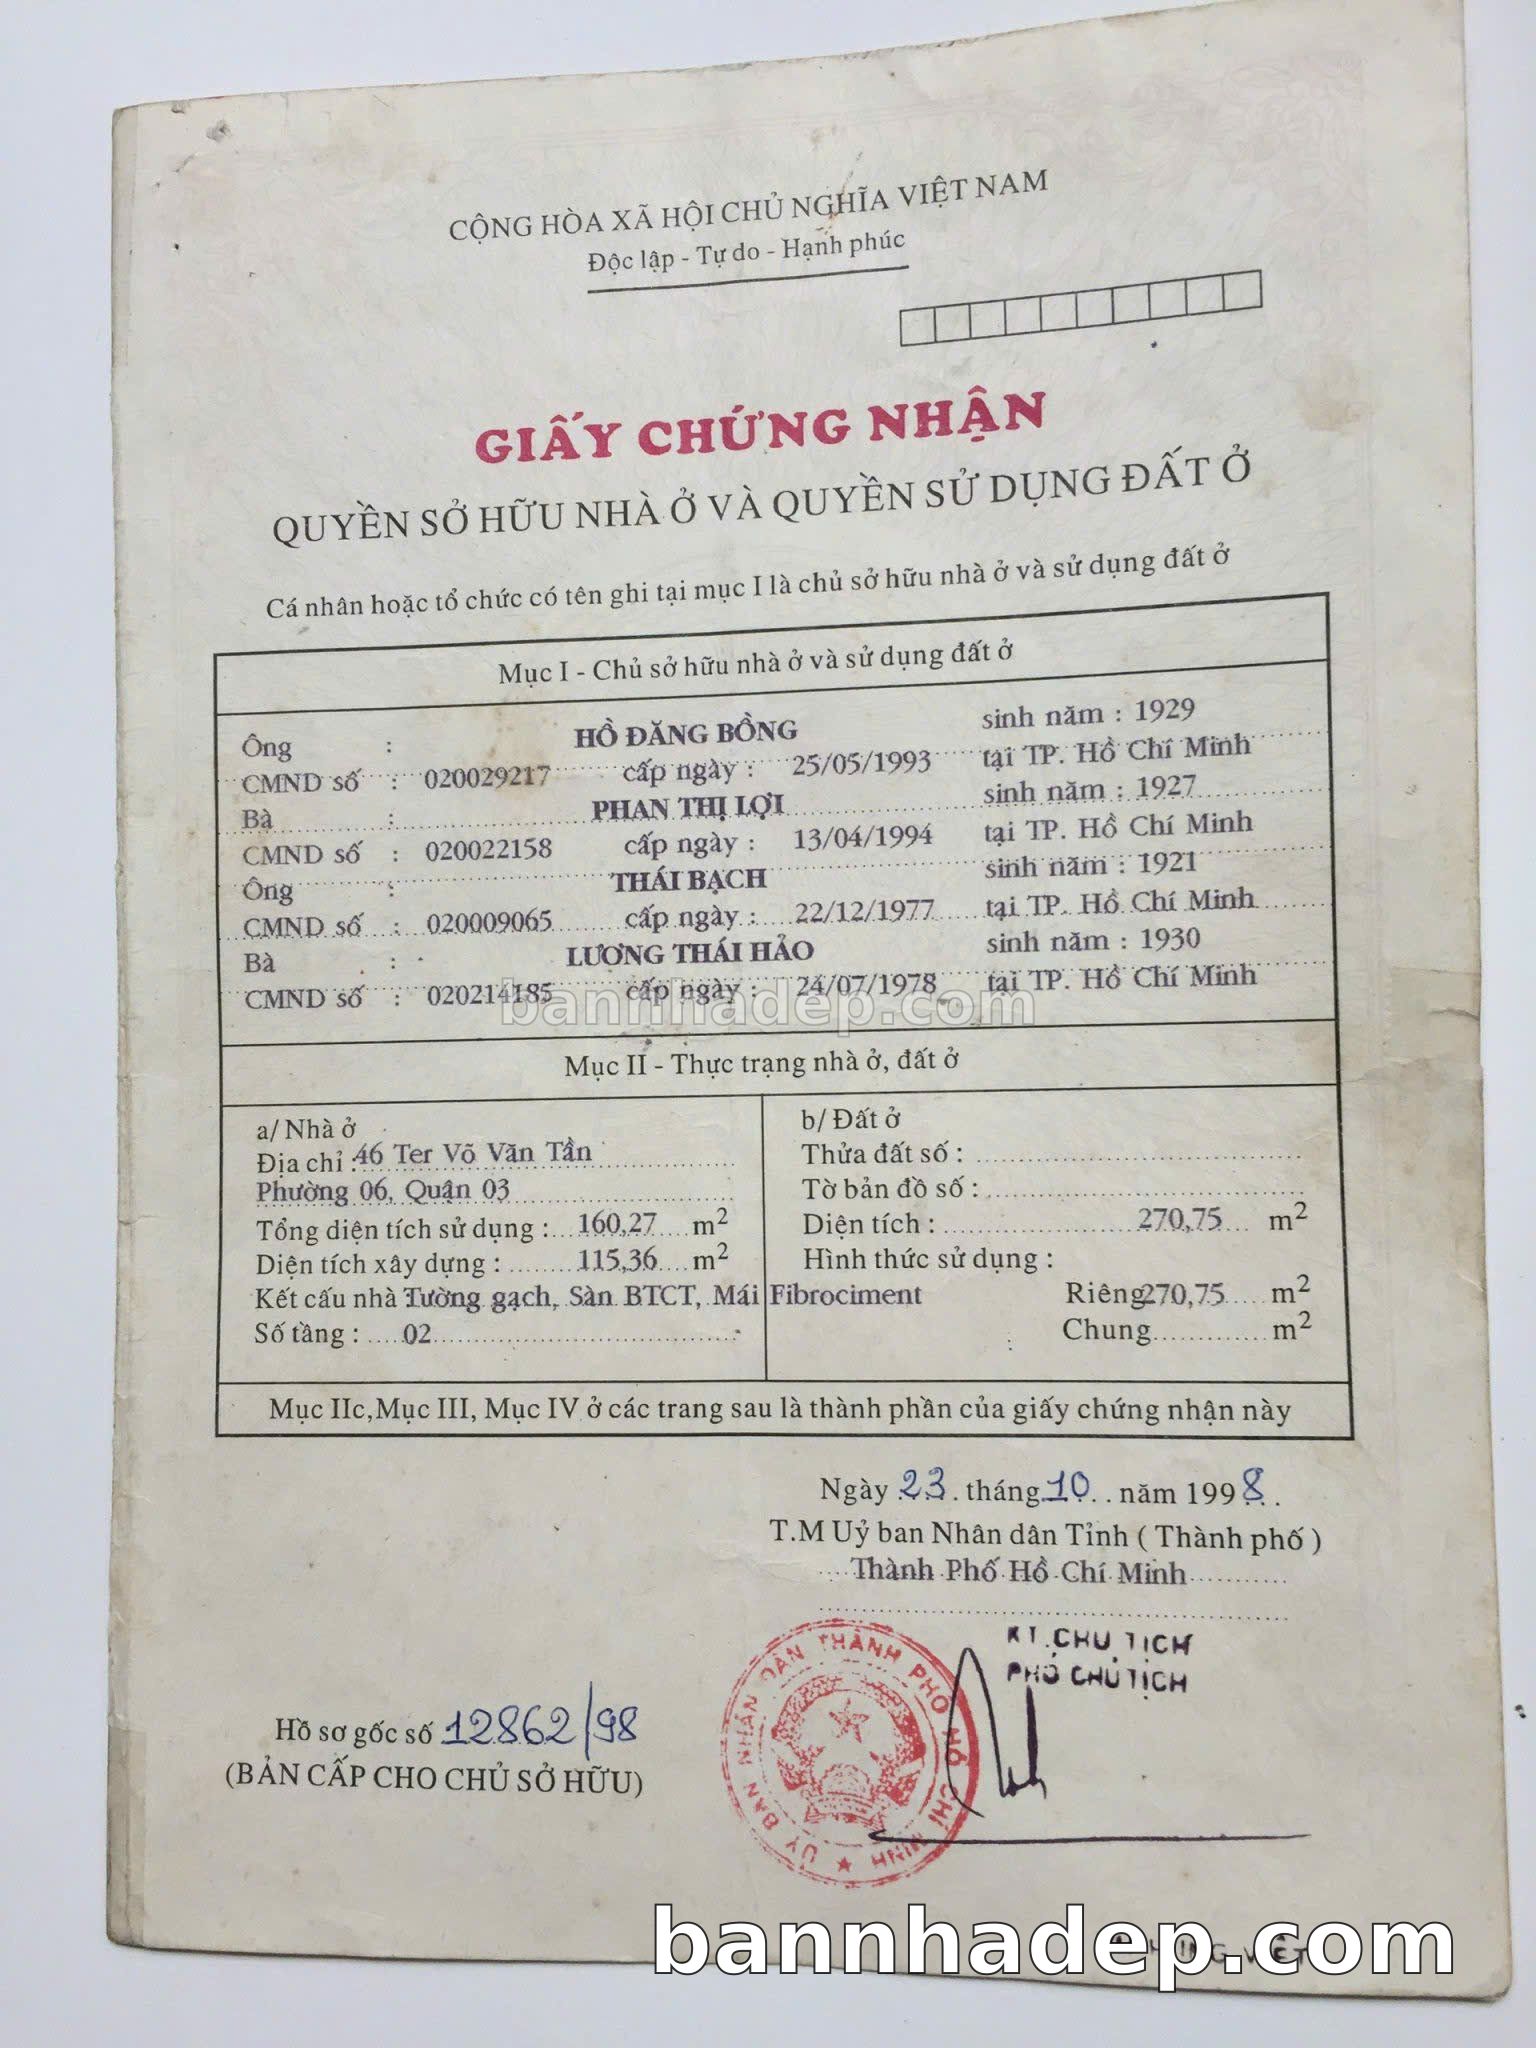 CỘNG HÒA XÃ HỘI CHỦ NGHĨA VIỆT NAM
Độc lập - Tự do - Hạnh phúc
GIẤY CHỨNG NHẬN
QUYỀN SỞ HỮU NHÀ Ở VÀ QUYỀN SỬ DỤNG ĐẤT Ở
Cá nhân hoặc tổ chức có tên ghi tại mục I là chủ sở hữu nhà ở và sử dụng đất ở
Mục I - Chủ sở hữu nhà ở và sử dụng đất ở
Ông : HỒ ĐĂNG BỒNG sinh năm : 1929
CMND số : 020029217 cấp ngày : 25/05/1993 tại TP. Hồ Chí Minh
Bà : PHAN THỊ LỢI sinh năm : 1927
CMND số : 020022158 cấp ngày : 13/04/1994 tại TP. Hồ Chí Minh
Ông : THÁI BẠCH sinh năm : 1921
CMND số : 020009065 cấp ngày : 22/12/1977 tại TP. Hồ Chí Minh
Bà : LƯƠNG THÁI HẢO sinh năm : 1930
CMND số : 020214185 cấp ngày : 24/07/1978 tại TP. Hồ Chí Minh
bannhadep.com
Mục II - Thực trạng nhà ở, đất ở
a/ Nhà ở
Địa chỉ : 46 Ter Võ Văn Tần
Phường 06, Quận 03
Tổng diện tích sử dụng : 160,27 m2
Diện tích xây dựng : 115,36 m2
Kết cấu nhà Tường gạch, Sàn BTCT, Mái Fibrociment
Số tầng : 02
b/ Đất ở
Thửa đất số :
Tờ bản đồ số :
Diện tích : 270,75 m2
Hình thức sử dụng :
Riêng 270,75 m2
Chung m2
Mục IIc, Mục III, Mục IV ở các trang sau là thành phần của giấy chứng nhận này
Ngày 23 tháng 10 năm 1998
T.M Uỷ ban Nhân dân Tỉnh ( Thành phố )
Thành Phố Hồ Chí Minh
KT. CHỦ TỊCH
PHÓ CHỦ TỊCH
ỦY BAN NHÂN DÂN THÀNH PHỐ HỒ CHÍ MINH
Hồ sơ gốc số 12862/98
(BẢN CẤP CHO CHỦ SỞ HỮU)
bannhadep.com